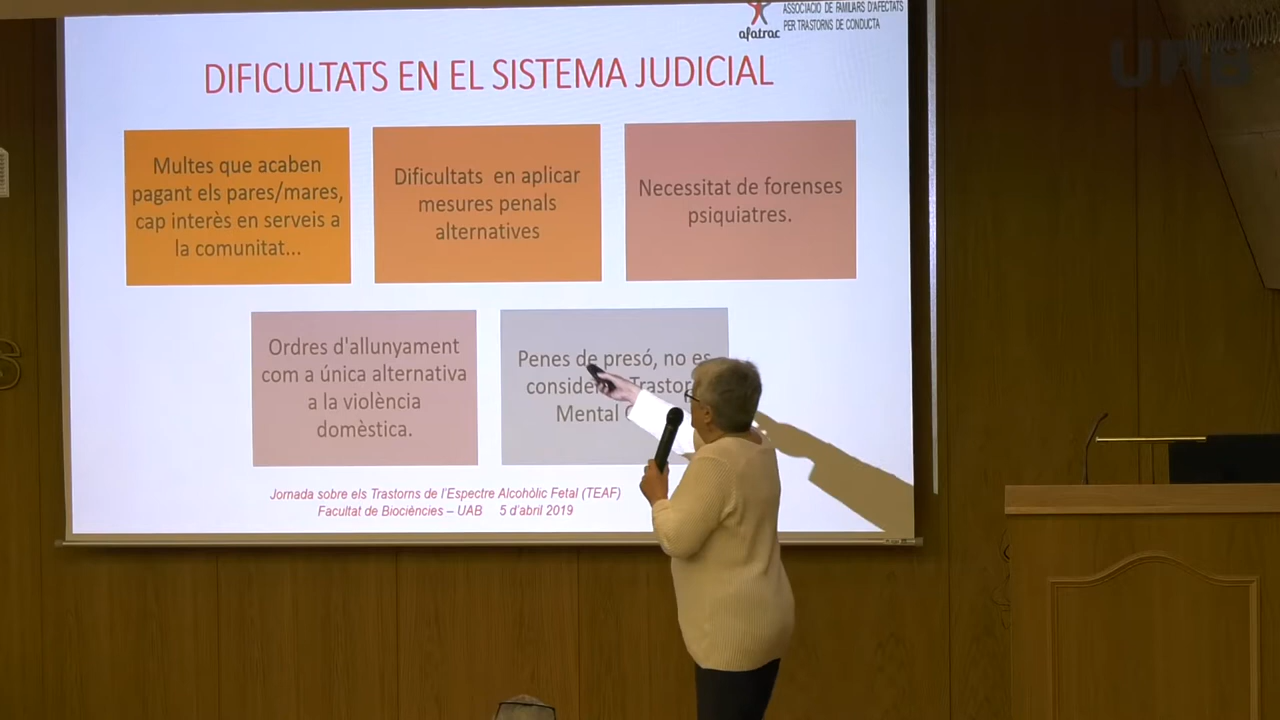 ASSOCIACIÓ DE FAMILIARS D'AFECTATS
PER TRASTORNS DE CONDUCTA
afatrac
UAB
DIFICULTATS EN EL SISTEMA JUDICIAL
Multes que acaben
pagant els pares/mares,
cap interès en serveis a
la comunitat...
Dificultats en aplicar
mesures penals
alternatives
Necessitat de forenses
psiquiatres.
Ordres d'allunyament
com a única alternativa
a la violència
domèstica.
Penes de presó, no es
Mental
Jornada sobre els Trastorns de l'Espectre Alcohòlic Fetal (TEAF)
Facultat de Biociències – UAB 5 d'abril 2019